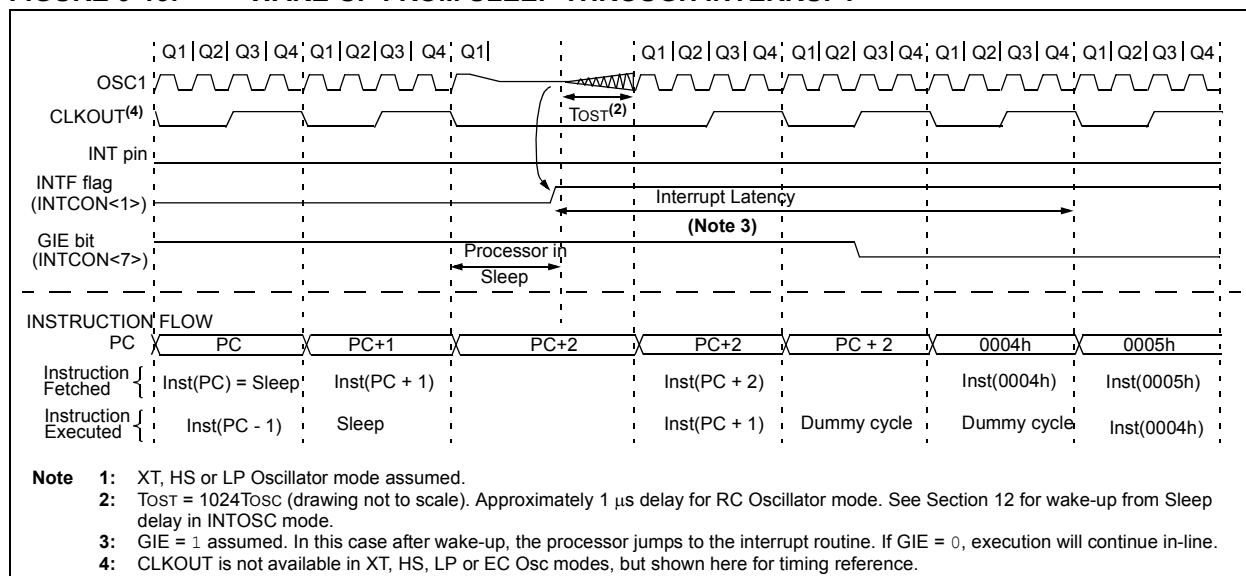 Q1 Q2 Q3 Q4 Q1 Q2 Q3 Q4 Q1 Q1 Q2 Q3 Q4 Q1 Q2 Q3 Q4 Q1 Q2 Q3 Q4 Q1 Q2 Q3 Q4
OSC1
CLKOUT(4)
TOST(2)
INT pin
INTF flag
(INTCON<1>)
Interrupt Latency
(Note 3)
GIE bit
(INTCON<7>)
Processor in
Sleep
INSTRUCTION FLOW
PC PC PC+1 PC+2 PC+2 PC + 2 0004h 0005h
Instruction
Fetched
Inst(PC) = Sleep Inst(PC + 1) Inst(PC + 2) Inst(0004h) Inst(0005h)
Instruction
Executed
Inst(PC - 1) Sleep Inst(PC + 1) Dummy cycle Dummy cycle Inst(0004h)
Note 1: XT, HS or LP Oscillator mode assumed.
2: TOST = 1024TOSC (drawing not to scale). Approximately 1 μs delay for RC Oscillator mode. See Section 12 for wake-up from Sleep
delay in INTOSC mode.
3: GIE = 1 assumed. In this case after wake-up, the processor jumps to the interrupt routine. If GIE = 0, execution will continue in-line.
4: CLKOUT is not available in XT, HS, LP or EC Osc modes, but shown here for timing reference.